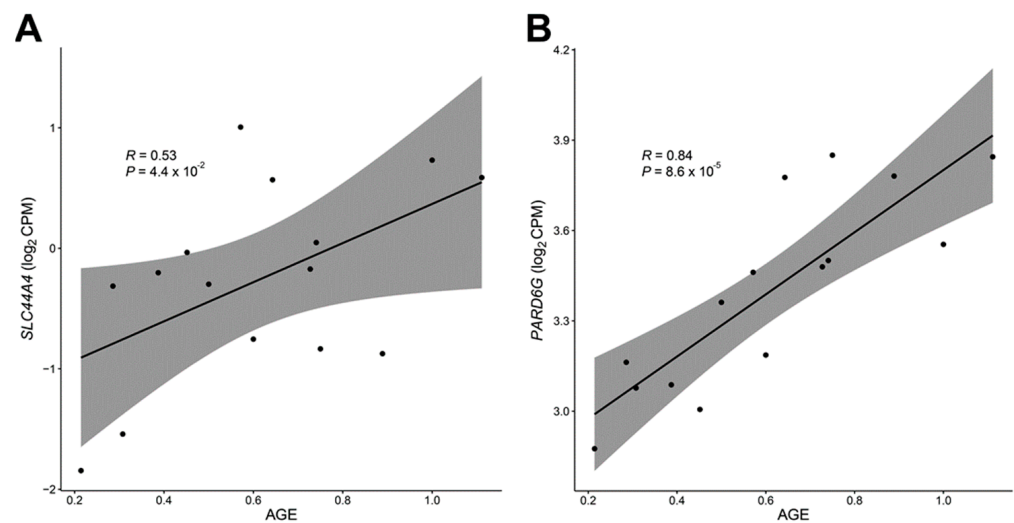 A
B
SLC44A4 (log2 CPM)
R = 0.53
P = 4.4 x 10-2
1
0
−1
−2
0.2 0.4 0.6 0.8 1.0
AGE
PARD6G (log2 CPM)
R = 0.84
P = 8.6 x 10-5
4.2
3.9
3.6
3.3
3.0
0.2 0.4 0.6 0.8 1.0
AGE